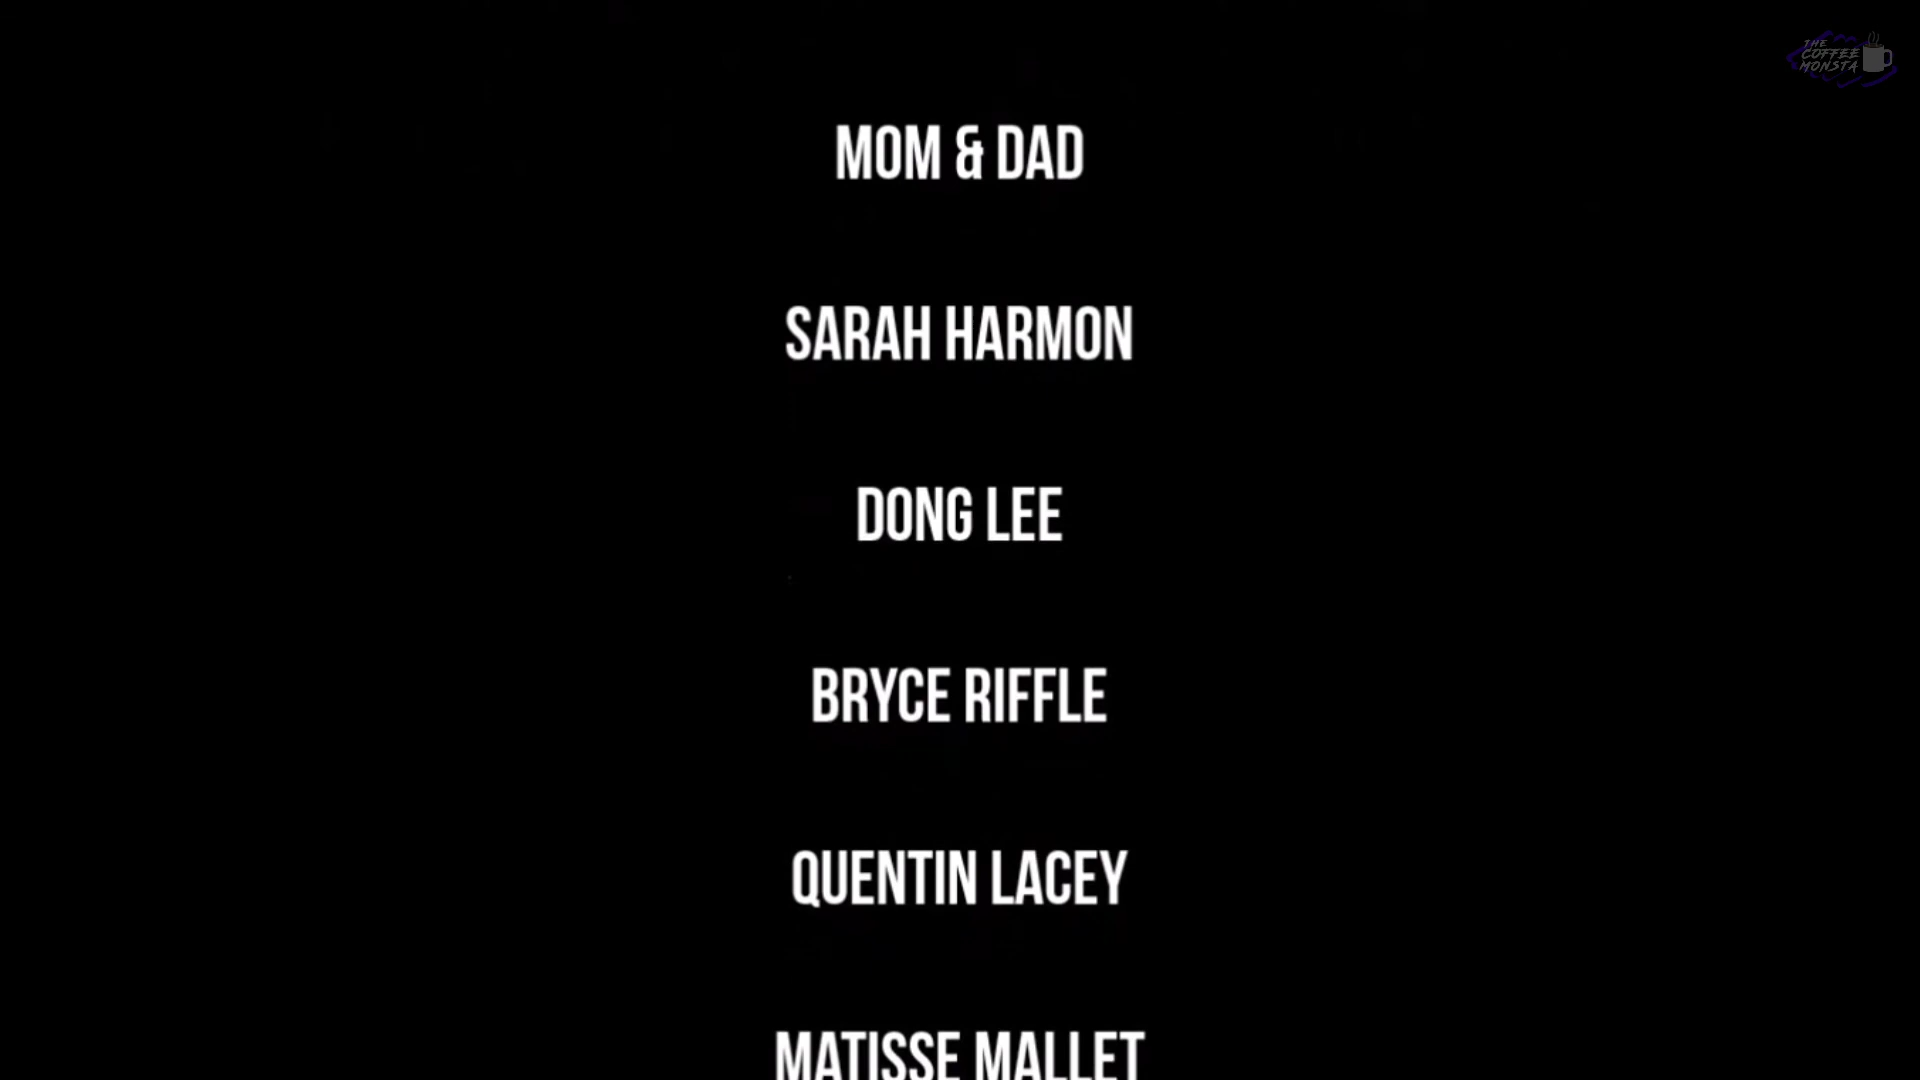 THE
COFFEE
MONSTA
MOM & DAD
SARAH HARMON
DONG LEE
BRYCE RIFFLE
QUENTIN LACEY
MATISSE MALLET